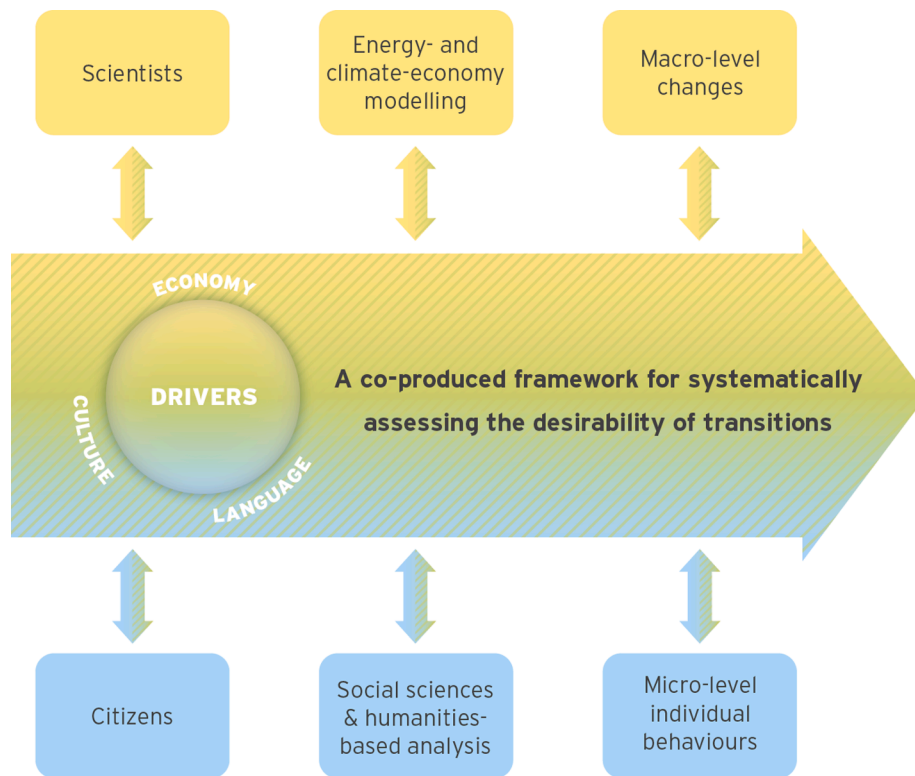 Scientists
Energy- and
climate-economy
modelling
Macro-level
changes
ECONOMY
CULTURE
LANGUAGE
DRIVERS
A co-produced framework for systematically
assessing the desirability of transitions
Citizens
Social sciences
& humanities-
based analysis
Micro-level
individual
behaviours